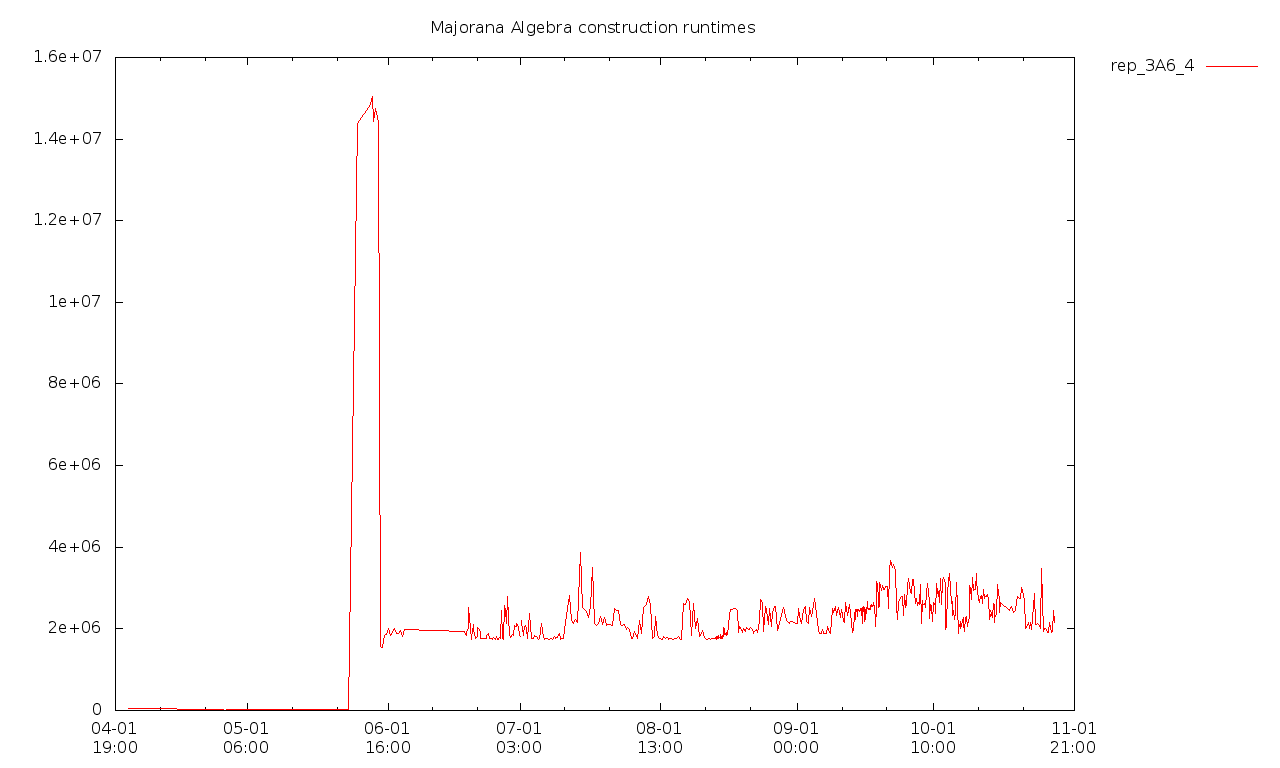 Majorana Algebra construction runtimes
rep_3A6_4
1.6e+07
1.4e+07
1.2e+07
1e+07
8e+06
6e+06
4e+06
2e+06
0
04-01 05-01 06-01 07-01 08-01 09-01 10-01 11-01
19:00 06:00 16:00 03:00 13:00 00:00 10:00 21:00